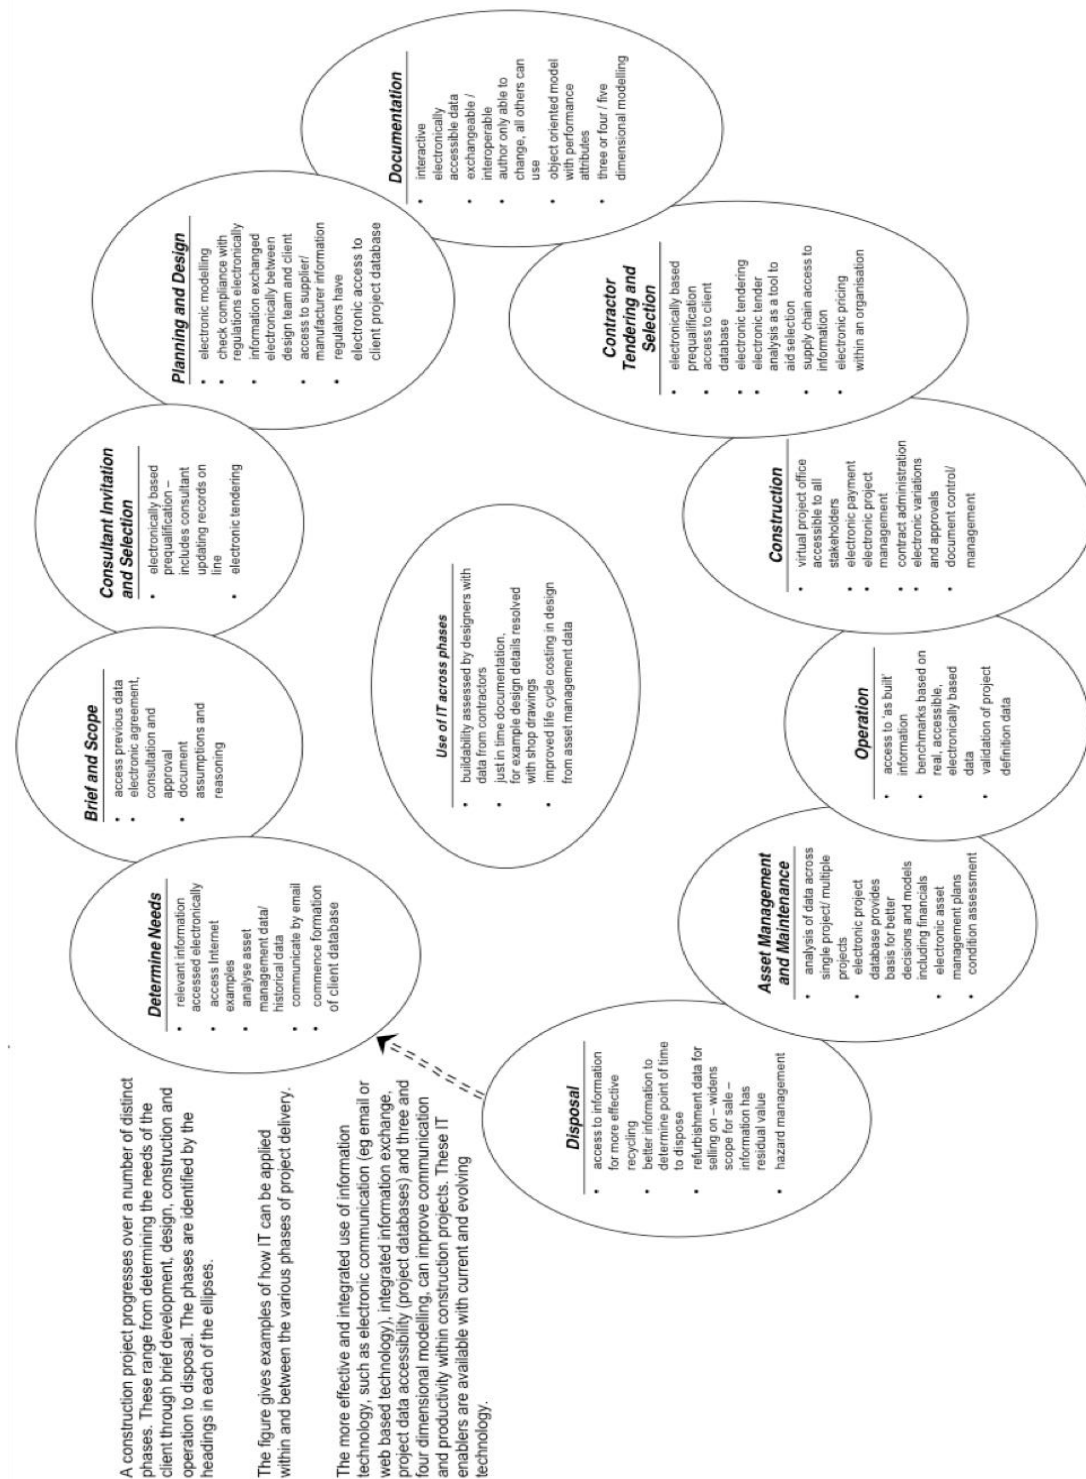 A construction project progresses over a number of distinct
phases. These range from determining the needs of the
client through brief development, design, construction and
operation to disposal. The phases are identified by the
headings in each of the ellipses.
The figure gives examples of how IT can be applied
within and between the various phases of project delivery.
The more effective and integrated use of information
technology, such as electronic communication (eg email or
web based technology), integrated information exchange,
project data accessibility (project databases) and three and
four dimensional modelling, can improve communication
and productivity within construction projects. These IT
enablers are available with current and evolving
technology.
Determine Needs
• relevant information
accessed electronically
• access Internet
examples
• analyse asset
management data/
historical data
• communicate by email
• commence formation
of client database
Brief and Scope
• access previous data
• electronic agreement,
consultation and
approval
• document
assumptions and
reasoning
Consultant Invitation
and Selection
• electronically based
prequalification –
includes consultant
updating records on
line
• electronic tendering
Planning and Design
• electronic modelling
• check compliance with
regulations electronically
• information exchanged
electronically between
design team and client
• access to supplier/
manufacturer information
• regulators have
electronic access to
client project database
Documentation
• interactive
electronically
accessible data
• exchangeable /
interoperable
• author only able to
change, all others can
use
• object oriented model
with performance
attributes
• three or four / five
dimensional modelling
Contractor
Tendering and
Selection
• electronically based
prequalification
• access to client
database
• electronic tendering
• electronic tender
analysis as a tool to
aid selection
• supply chain access to
information
• electronic pricing
within an organisation
Construction
• virtual project office
accessible to all
stakeholders
• electronic payment
• electronic project
management
• contract administration
• electronic variations
and approvals
• document control/
management
Operation
• access to 'as built'
information
• benchmarks based on
real, accessible,
electronically based
data
• validation of project
definition data
Asset Management
and Maintenance
• analysis of data across
single project/ multiple
projects
• electronic project
database provides
basis for better
decisions and models
including financials
• electronic asset
management plans
• condition assessment
Disposal
• access to information
for more effective
recycling
• better information to
determine point of time
to dispose
• refurbishment data for
selling on – widens
scope for sale –
information has
residual value
• hazard management
Use of IT across phases
• buildability assessed by designers with
data from contractors
• just in time documentation,
for example design details resolved
with shop drawings
• improved life cycle costing in design
from asset management data